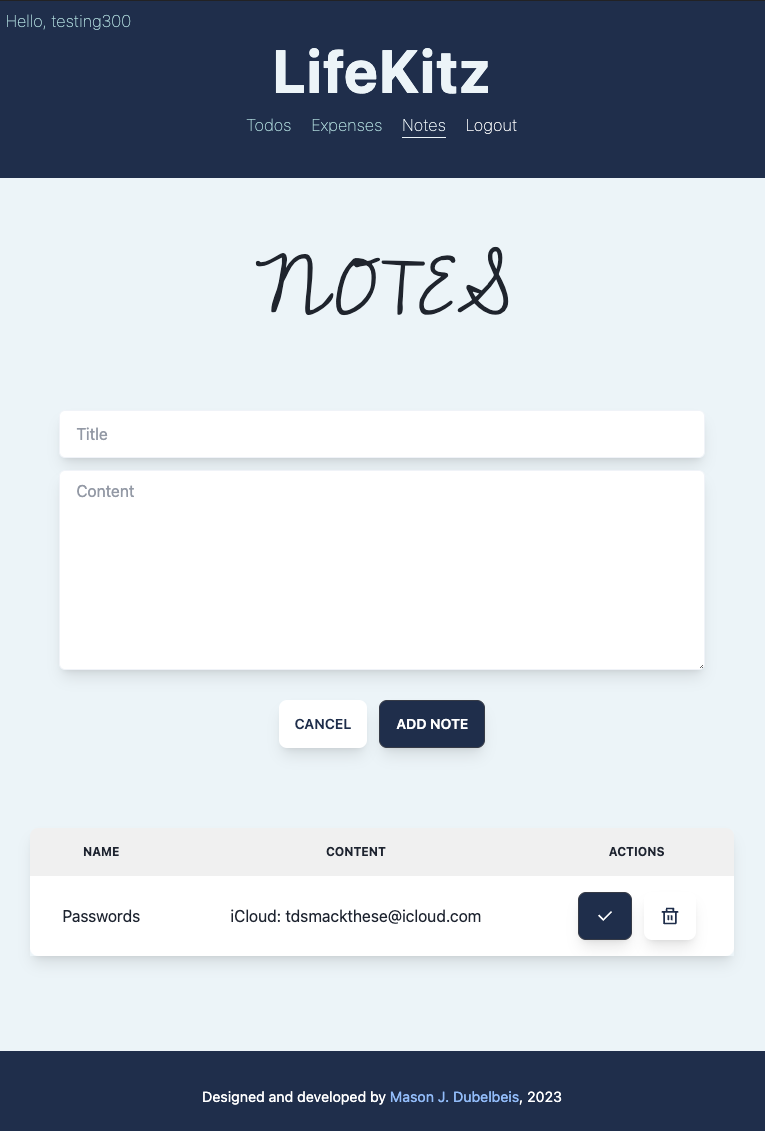 Hello, testing300
LifeKitz
Todos Expenses Notes Logout
NOTES
Title
Content
CANCEL ADD NOTE
NAME CONTENT ACTIONS
Passwords iCloud: tdsmackthese@icloud.com
Designed and developed by Mason J. Dubelbeis, 2023